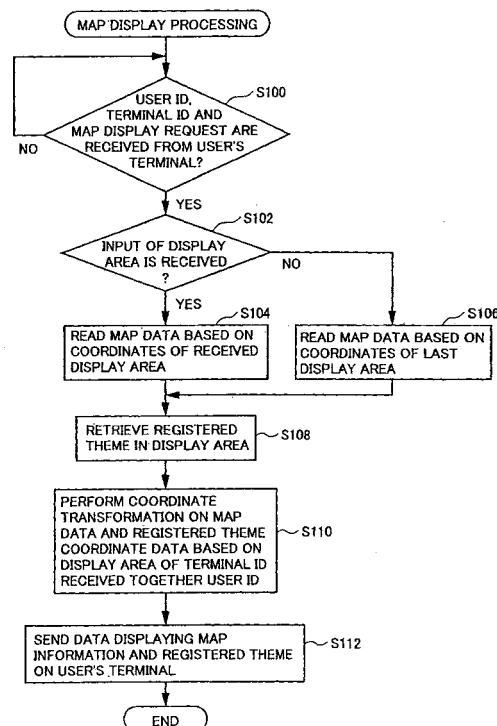 MAP DISPLAY PROCESSING
S100
USER ID,
TERMINAL ID AND
MAP DISPLAY REQUEST ARE
RECEIVED FROM USER'S
TERMINAL?
NO
YES
S102
INPUT OF DISPLAY
AREA IS RECEIVED
?
NO
YES
S104
READ MAP DATA BASED ON
COORDINATES OF RECEIVED
DISPLAY AREA
S106
READ MAP DATA BASED ON
COORDINATES OF LAST
DISPLAY AREA
RETRIEVE REGISTERED
THEME IN DISPLAY AREA
S108
PERFORM COORDINATE
TRANSFORMATION ON MAP
DATA AND REGISTERED THEME
COORDINATE DATA BASED ON
DISPLAY AREA OF TERMINAL ID
RECEIVED TOGETHER USER ID
S110
SEND DATA DISPLAYING MAP
INFORMATION AND REGISTERED THEME
ON USER'S TERMINAL
S112
END